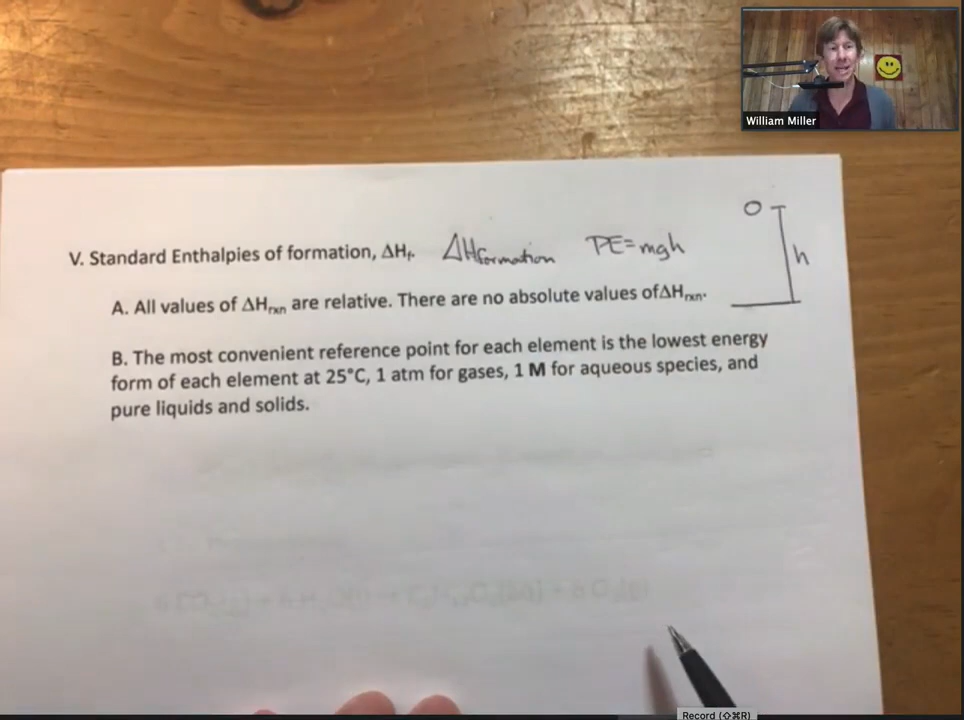 William Miller
V. Standard Enthalpies of formation, ΔHf. ΔHformation PE=mgh
h
A. All values of ΔHrxn are relative. There are no absolute values ofΔHrxn.
B. The most convenient reference point for each element is the lowest energy
form of each element at 25°C, 1 atm for gases, 1 M for aqueous species, and
pure liquids and solids.
Record (⇧⌘R)